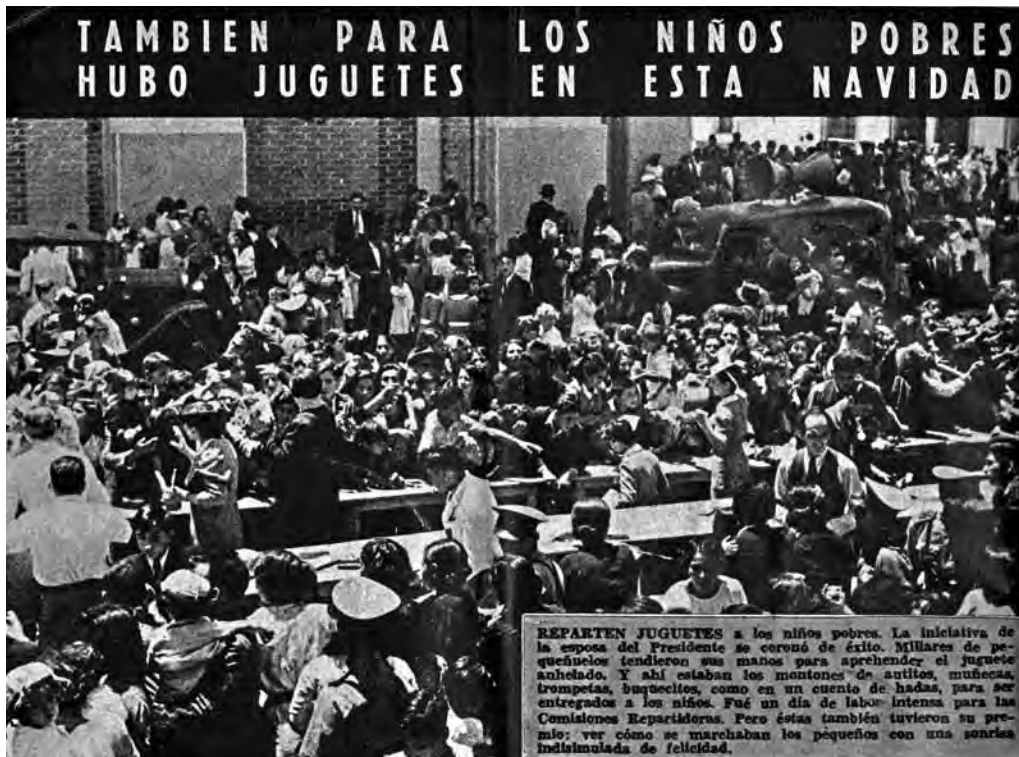 TAMBIEN PARA LOS NIÑOS POBRES
HUBO JUGUETES EN ESTA NAVIDAD
REPARTEN JUGUETES a los niños pobres. La iniciativa de
la esposa del Presidente se coronó de éxito. Millares de pe-
queñuelos tendieron sus manos para aprehender el juguete
anhelado. Y ahí estaban los montones de autitos, muñecas,
trompetas, buquecitos, como en un cuento de hadas, para ser
entregados a los niños. Fué un día de labor intensa para las
Comisiones Repartidoras. Pero éstas también tuvieron su pre-
mio: ver cómo se marchaban los pequeños con una sonrisa
indisimulada de felicidad.